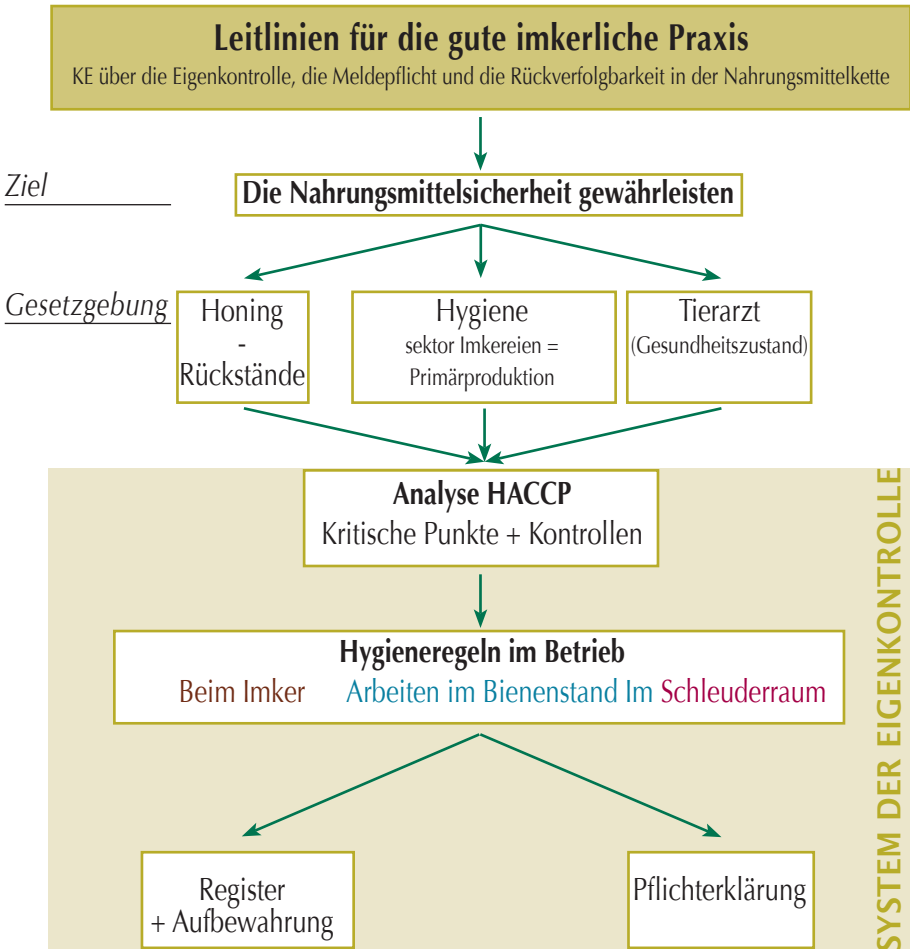 Leitlinien für die gute imkerliche Praxis
KE über die Eigenkontrolle, die Meldepflicht und die Rückverfolgbarkeit in der Nahrungsmittelkette
Ziel
Die Nahrungsmittelsicherheit gewährleisten
Gesetzgebung
Honing
-
Rückstände
Hygiene
sektor Imkereien =
Primärproduktion
Tierarzt
(Gesundheitszustand)
Analyse HACCP
Kritische Punkte + Kontrollen
Hygieneregeln im Betrieb
Beim Imker Arbeiten im Bienenstand Im Schleuderraum
Register
+ Aufbewahrung
Pflichterklärung
SYSTEM DER EIGENKONTROLLE